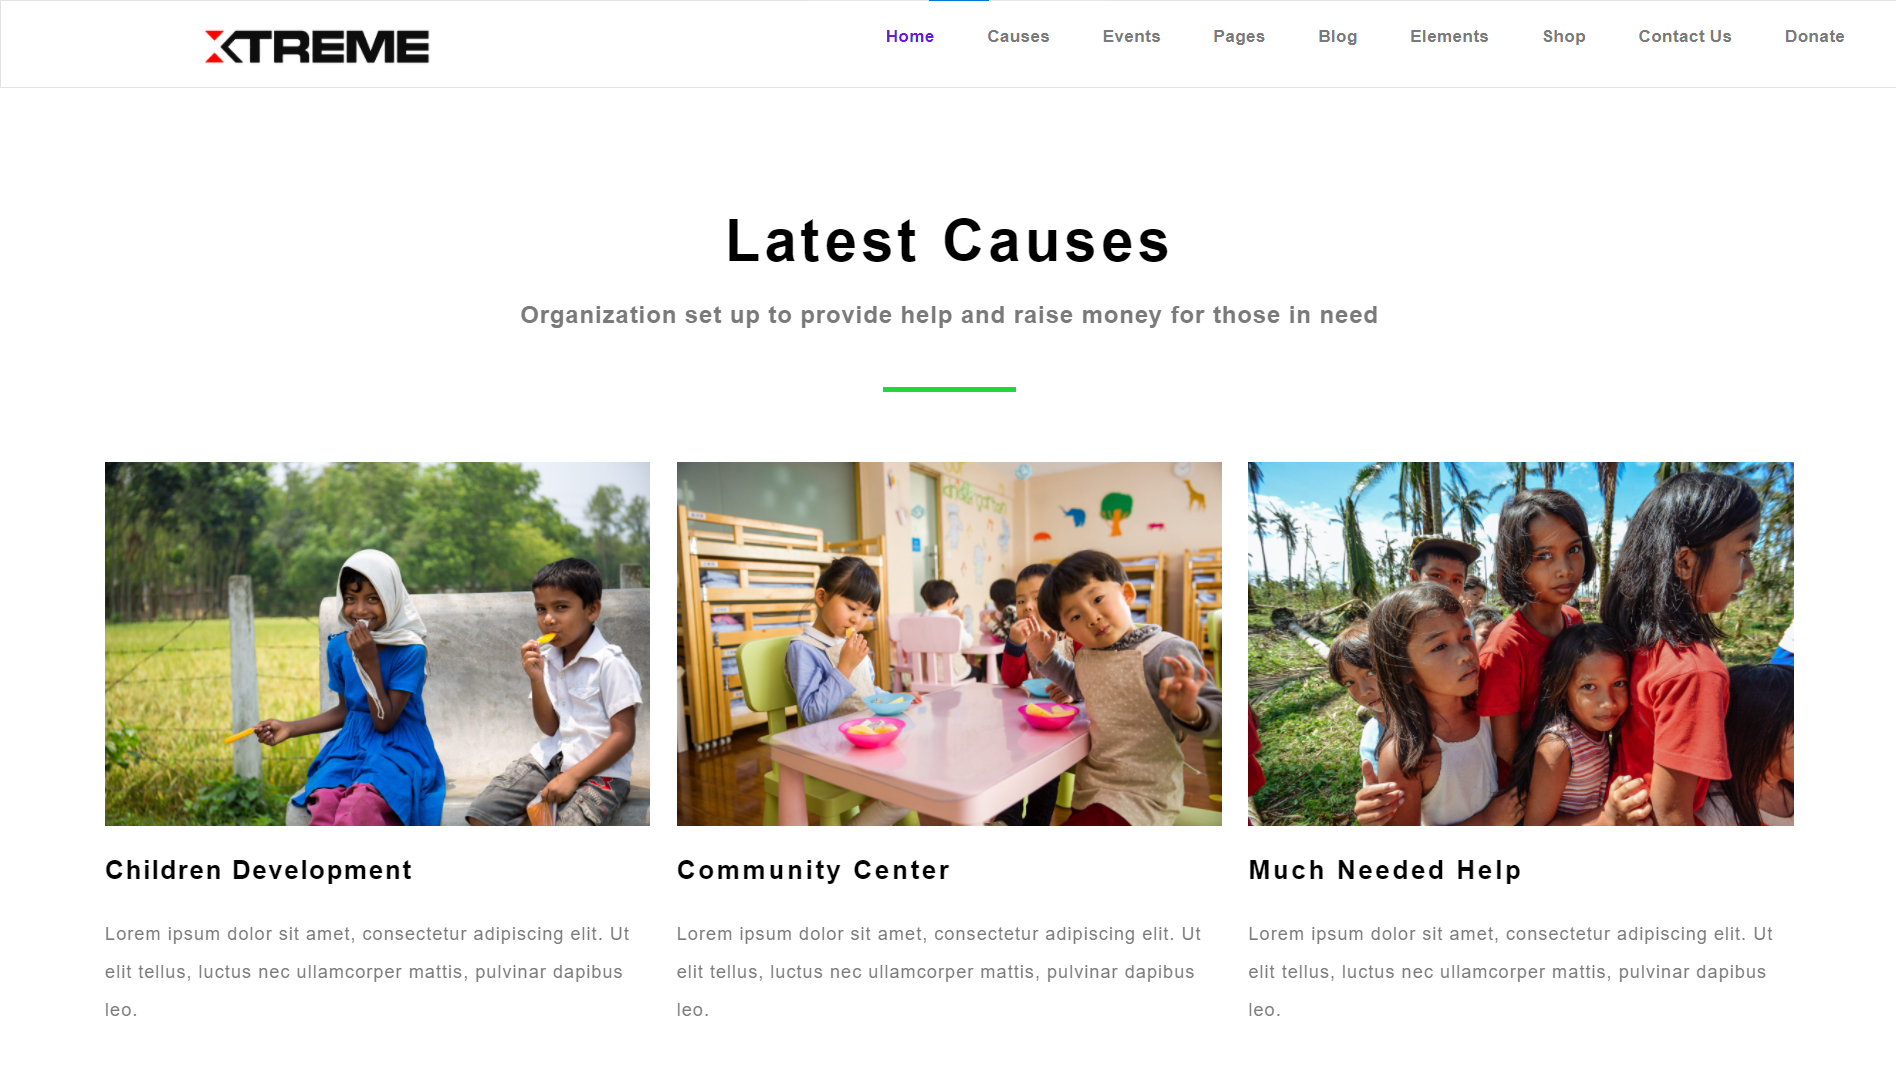 XTREME
Home Causes Events Pages Blog Elements Shop Contact Us Donate
Latest Causes
Organization set up to provide help and raise money for those in need
Children Development
Lorem ipsum dolor sit amet, consectetur adipiscing elit. Ut
elit tellus, luctus nec ullamcorper mattis, pulvinar dapibus
leo.
Community Center
Lorem ipsum dolor sit amet, consectetur adipiscing elit. Ut
elit tellus, luctus nec ullamcorper mattis, pulvinar dapibus
leo.
Much Needed Help
Lorem ipsum dolor sit amet, consectetur adipiscing elit. Ut
elit tellus, luctus nec ullamcorper mattis, pulvinar dapibus
leo.